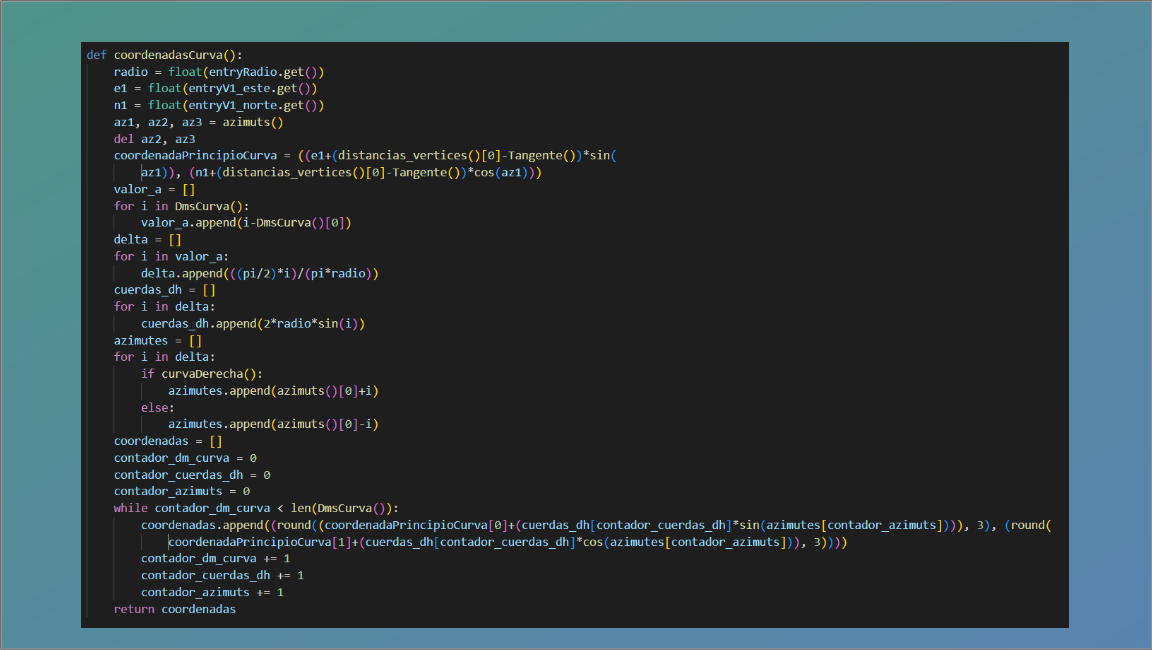 def coordenadasCurva():
    radio = float(entryRadio.get())
    e1 = float(entryV1_este.get())
    n1 = float(entryV1_norte.get())
    az1, az2, az3 = azimuts()
    del az2, az3
    coordenadaPrincipioCurva = ((e1+(distancias_vertices()[0]-Tangente())*sin(
        az1)), (n1+(distancias_vertices()[0]-Tangente())*cos(az1)))
    valor_a = []
    for i in DmsCurva():
        valor_a.append(i-DmsCurva()[0])
    delta = []
    for i in valor_a:
        delta.append(((pi/2)*i)/(pi*radio))
    cuerdas_dh = []
    for i in delta:
        cuerdas_dh.append(2*radio*sin(i))
    azimutes = []
    for i in delta:
        if curvaDerecha():
            azimutes.append(azimuts()[0]+i)
        else:
            azimutes.append(azimuts()[0]-i)
    coordenadas = []
    contador_dm_curva = 0
    contador_cuerdas_dh = 0
    contador_azimuts = 0
    while contador_dm_curva < len(DmsCurva()):
        coordenadas.append((round((coordenadaPrincipioCurva[0]+(cuerdas_dh[contador_cuerdas_dh]*sin(azimutes[contador_azimuts]))), 3), (round(
            coordenadaPrincipioCurva[1]+(cuerdas_dh[contador_cuerdas_dh]*cos(azimutes[contador_azimuts])), 3))))
        contador_dm_curva += 1
        contador_cuerdas_dh += 1
        contador_azimuts += 1
    return coordenadas